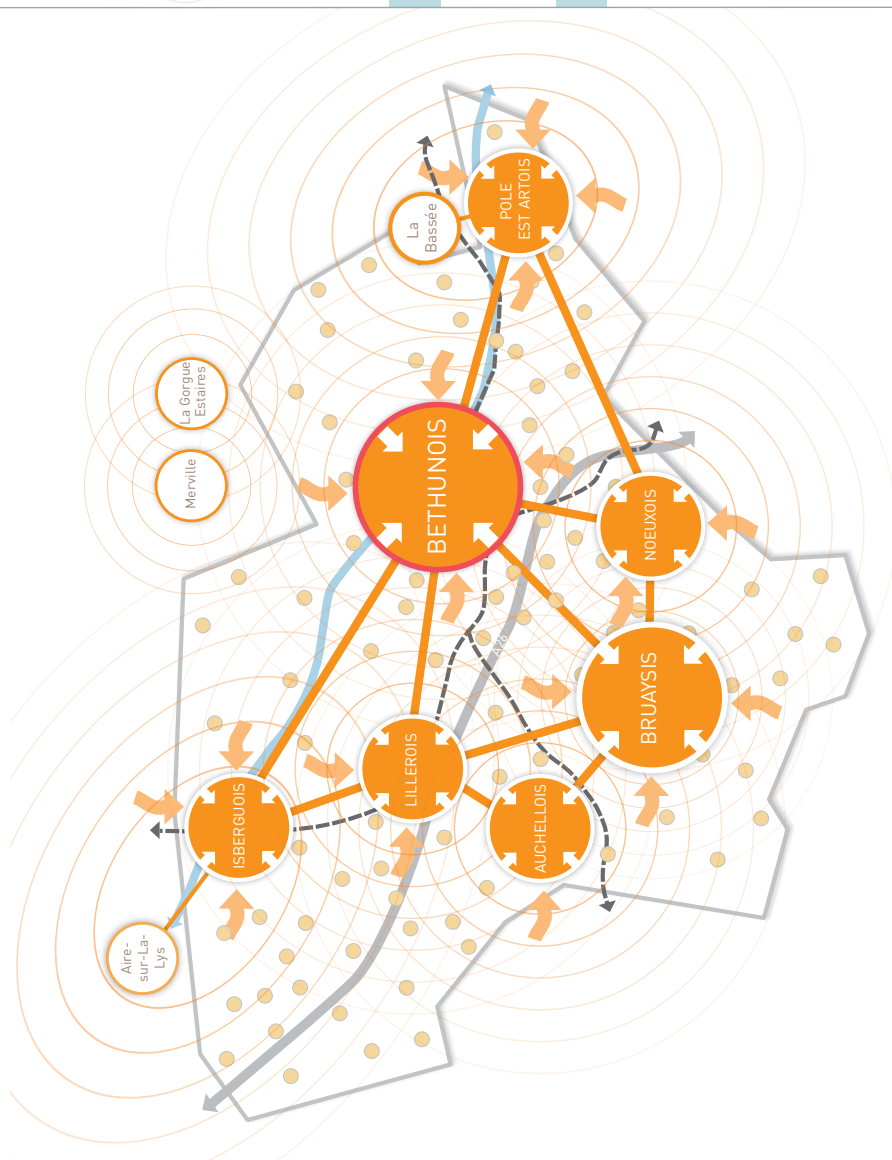 POLE
EST ARTOIS
La
Bassée
La Gorgue
Estaires
Merville
BETHUNOIS
NOEUXOIS
A26
BRUAYSIS
LILLEROIS
ISBERGUOIS
AUCHELLOIS
Aire-
sur-La-
Lys